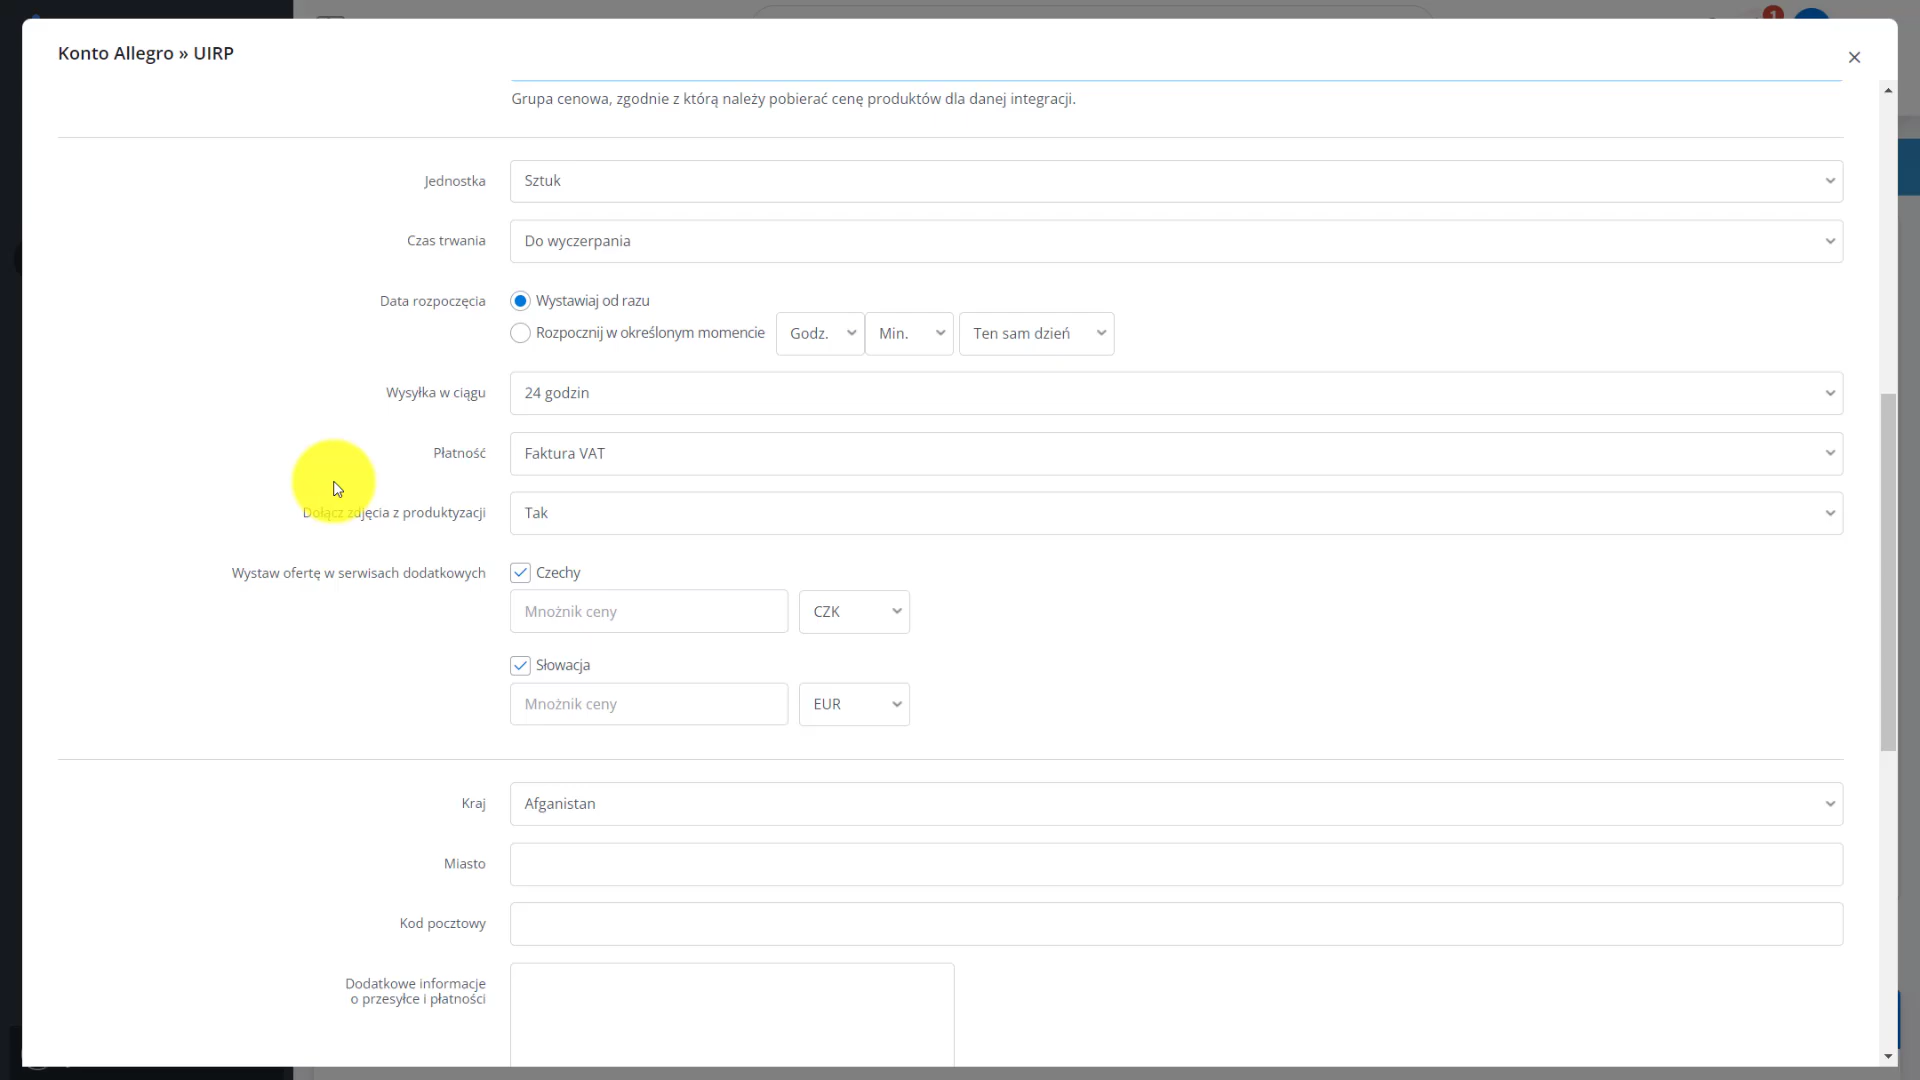 1
Konto Allegro » UIRP
Grupa cenowa, zgodnie z którą należy pobierać cenę produktów dla danej integracji.
Jednostka
Sztuk
Czas trwania
Do wyczerpania
Data rozpoczęcia
Wystawiaj od razu
Rozpocznij w określonym momencie
Godz.
Min.
Ten sam dzień
Wysyłka w ciągu
24 godzin
Płatność
Faktura VAT
Dołącz zdjęcia z produktyzacji
Tak
Wystaw ofertę w serwisach dodatkowych
Czechy
Mnożnik ceny
CZK
Słowacja
Mnożnik ceny
EUR
Kraj
Afganistan
Miasto
Kod pocztowy
Dodatkowe informacje
o przesyłce i płatności